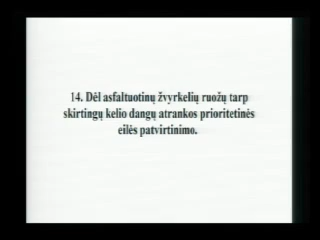 14. Dėl asfaltuotinų žvyrkelių ruožų tarp
skirtingų kelio dangų atrankos prioritetinės
eilės patvirtinimo.